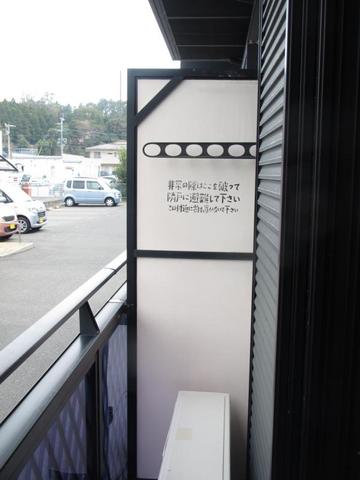 非常の際はここを破って
隣戸に避難して下さい
この付近に物を置かないで下さい